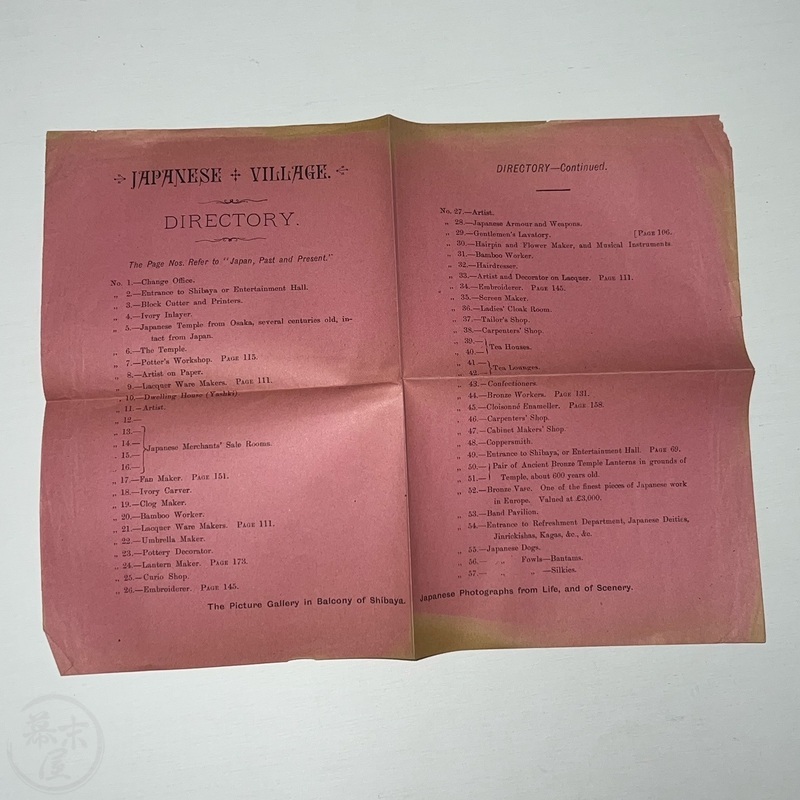 JAPANESE VILLAGE.
DIRECTORY.
The Page Nos. Refer to "Japan, Past and Present."
No. 1.—Change Office.
„ 2.—Entrance to Shibaya or Entertainment Hall.
„ 3.—Block Cutter and Printers.
„ 4.—Ivory Inlayer.
„ 5.—Japanese Temple from Osaka, several centuries old, in-
tact from Japan.
„ 6.—The Temple.
„ 7.—Potter's Workshop. PAGE 115.
„ 8.—Artist on Paper.
„ 9.—Lacquer Ware Makers. PAGE 111.
„ 10.—Dwelling House (Yashki)
„ 11.—Artist.
„ 12.—
„ 13.—
„ 14.—
„ 15.—
„ 16.—
Japanese Merchants' Sale Rooms.
„ 17.—Fan Maker. PAGE 151.
„ 18.—Ivory Carver.
„ 19.—Clog Maker.
„ 20.—Bamboo Worker.
„ 21.—Lacquer Ware Makers. PAGE 111.
„ 22.—Umbrella Maker.
„ 23.—Pottery Decorator.
„ 24.—Lantern Maker. PAGE 173.
„ 25.—Curio Shop.
„ 26.—Embroiderer. PAGE 145.
The Picture Gallery in Balcony of Shibaya.
DIRECTORY—Continued.
No. 27.—Artist.
„ 28.—Japanese Armour and Weapons.
„ 29.—Gentlemen's Lavatory. [PAGE 106.
„ 30.—Hairpin and Flower Maker, and Musical Instruments
„ 31.—Bamboo Worker.
„ 32.—Hairdresser.
„ 33.—Artist and Decorator on Lacquer. PAGE 111.
„ 34.—Embroiderer. PAGE 145.
„ 35.—Screen Maker.
„ 36.—Ladies' Cloak Room.
„ 37.—Tailor's Shop.
„ 38.—Carpenters' Shop.
„ 39.—
„ 40.—
Tea Houses.
„ 41.—
„ 42.—
Tea Lounges.
„ 43.—Confectioners.
„ 44.—Bronze Workers. PAGE 131.
„ 45.—Cloisonné Enameller. PAGE 158.
„ 46.—Carpenters' Shop.
„ 47.—Cabinet Makers' Shop
„ 48.—Coppersmith.
„ 49.—Entrance to Shibaya, or Entertainment Hall. PAGE 69.
„ 50.— Pair of Ancient Bronze Temple Lanterns in grounds of
„ 51.— Temple, about 600 years old.
„ 52.—Bronze Vase. One of the finest pieces of Japanese work
in Europe. Valued at £3,000.
„ 53.—Band Pavilion.
„ 54.—Entrance to Refreshment Department, Japanese Deities,
Jinrickishas, Kagas, &c., &c.
„ 55.—Japanese Dogs.
„ 56.— „ Fowls—Bantams.
„ 57.— „ „ —Silkies.
Japanese Photographs from Life, and of Scenery.
幕末屋